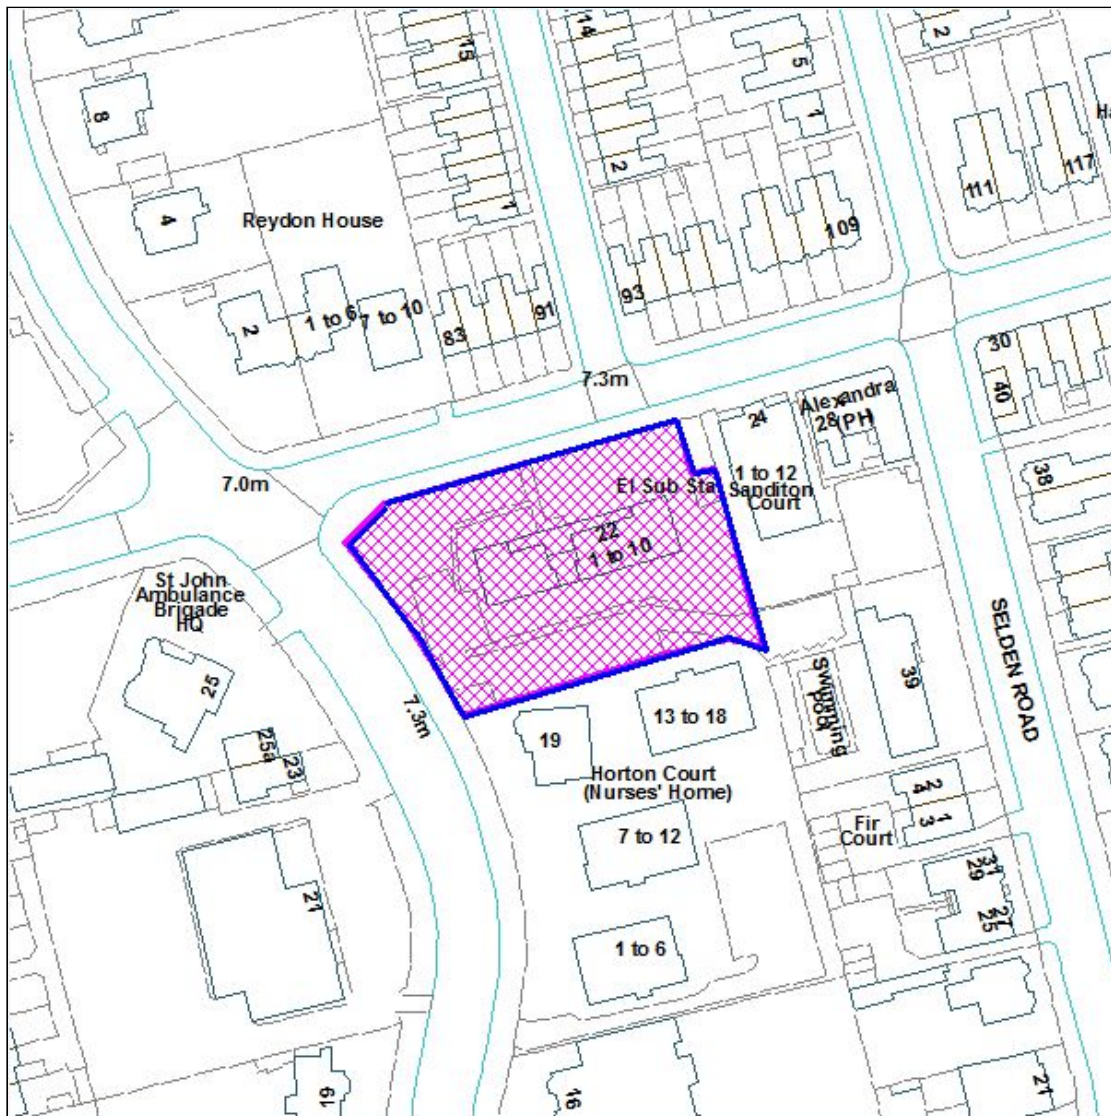 15
14
5
2
8
1
2
111
117
Ha
4
Reydon House
1
109
2
1 to 6
7 to 10
83
91
93
30
40
7.3m
Alexandra
28 (PH)
24
38
7.0m
El Sub Sta
1 to 12
Sanditon
Court
22
1 to 10
St John
Ambulance
Brigade
HQ
25
SELDEN ROAD
39
Swimming
Pool
7.3m
13 to 18
19
25a
23
Horton Court
(Nurses' Home)
2
4
1
3
Fir
Court
7 to 12
31
29
27
25
21
1 to 6
19
16
21